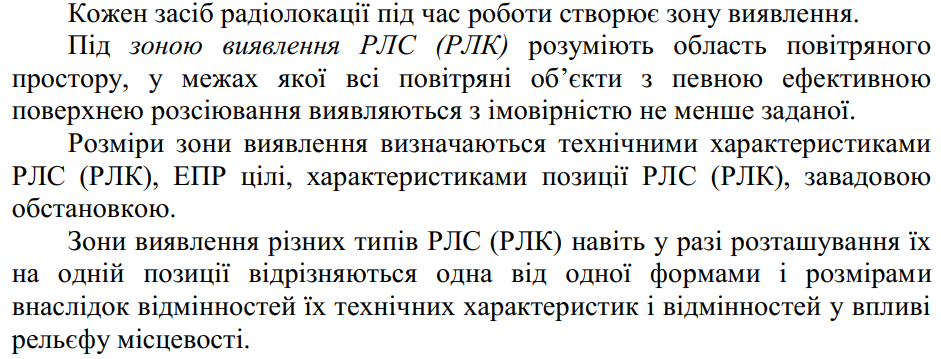 Кожен засіб радіолокації під час роботи створює зону виявлення.
Під зоною виявлення РЛС (РЛК) розуміють область повітряного
простору, у межах якої всі повітряні об’єкти з певною ефективною
поверхнею розсіювання виявляються з імовірністю не менше заданої.
Розміри зони виявлення визначаються технічними характеристиками
РЛС (РЛК), ЕПР цілі, характеристиками позиції РЛС (РЛК), завадовою
обстановкою.
Зони виявлення різних типів РЛС (РЛК) навіть у разі розташування їх
на одній позиції відрізняються одна від одної формами і розмірами
внаслідок відмінностей їх технічних характеристик і відмінностей у впливі
рельєфу місцевості.